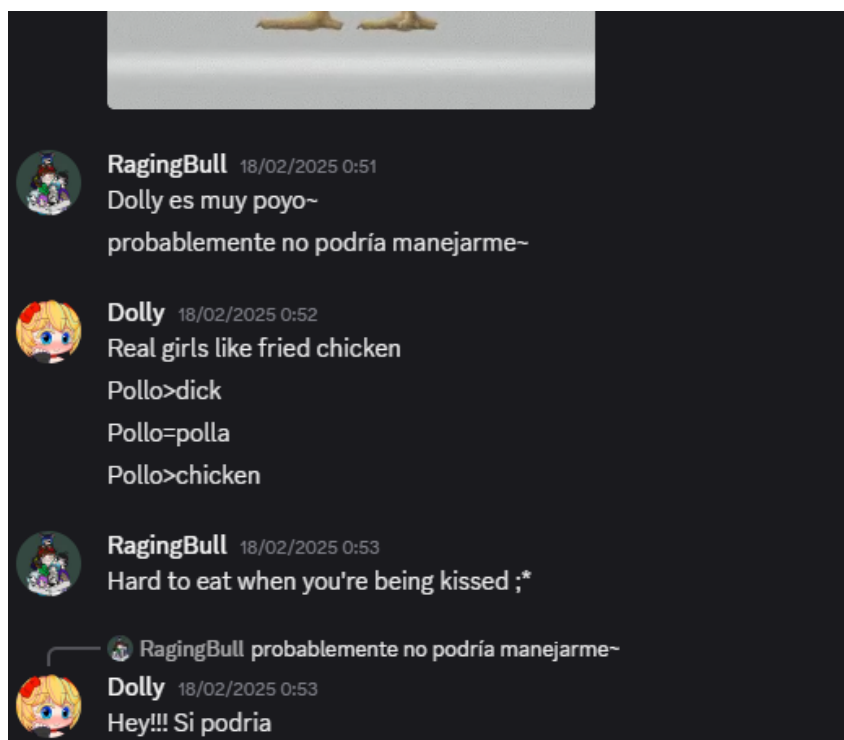 RagingBull 18/02/2025 0:51
Dolly es muy poyo~
probablemente no podría manejarme~
Dolly 18/02/2025 0:52
Real girls like fried chicken
Pollo>dick
Pollo=polla
Pollo>chicken
RagingBull 18/02/2025 0:53
Hard to eat when you're being kissed ;*
RagingBull probablemente no podría manejarme~
Dolly 18/02/2025 0:53
Hey!!! Si podria